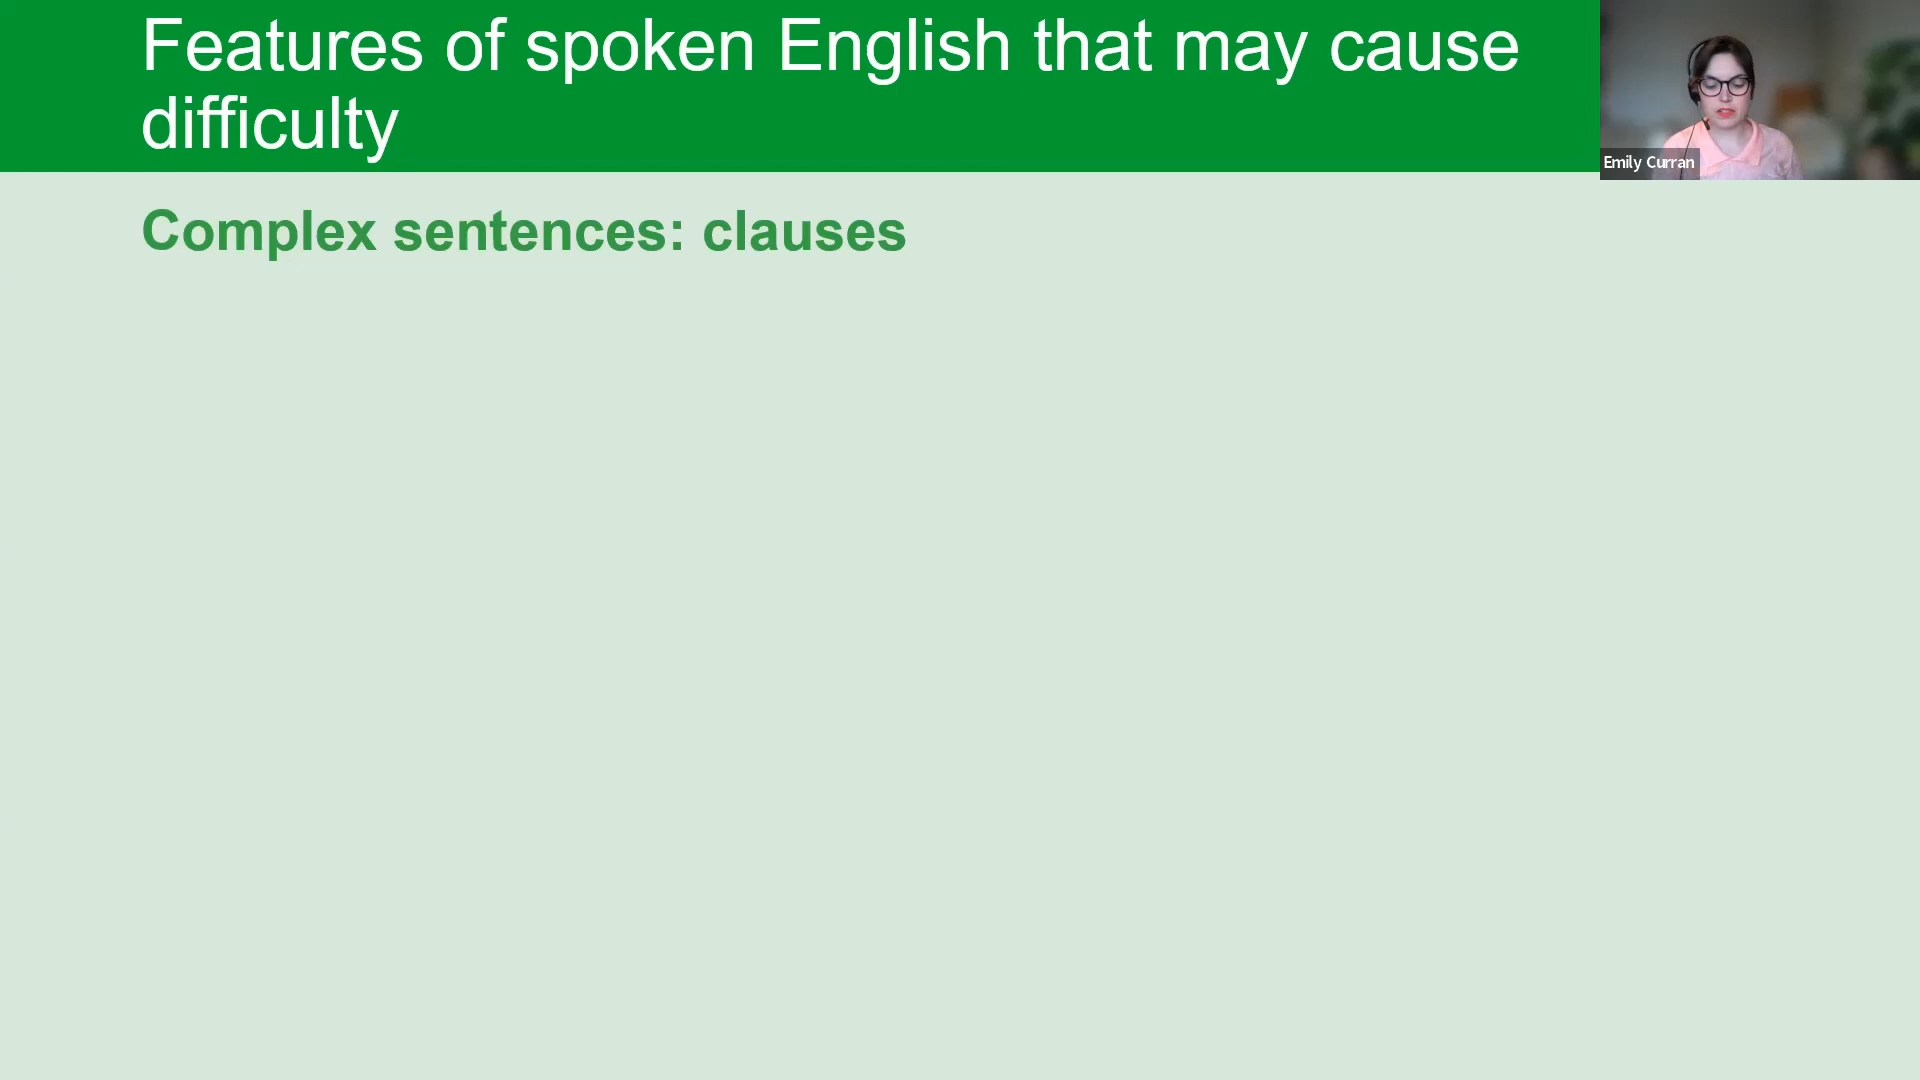 Features of spoken English that may cause
difficulty
Emily Curran
Complex sentences: clauses